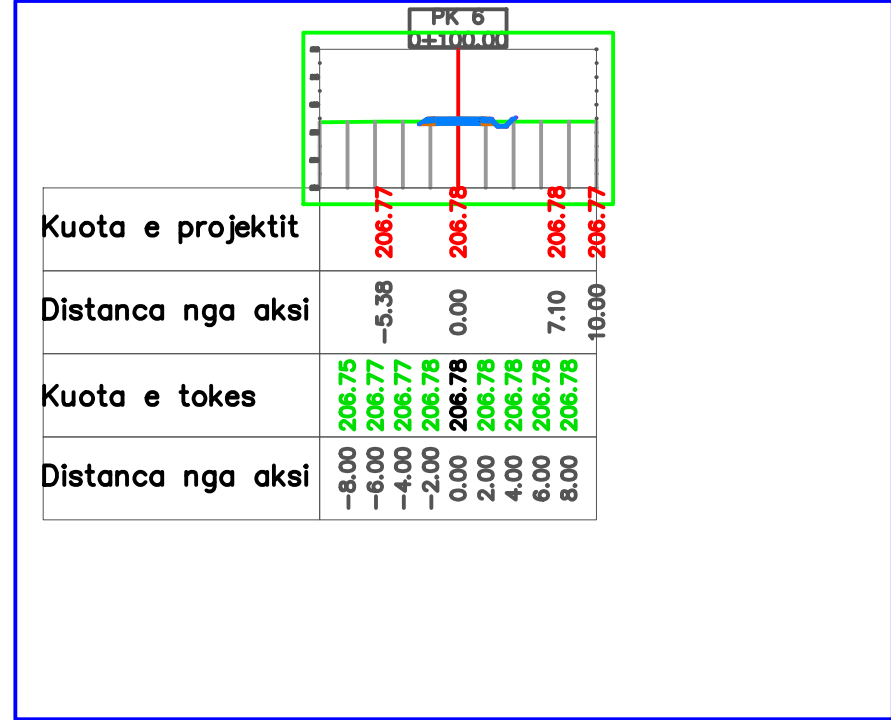 PK 6
0+100.00
Kuota e projektit 206.77 206.78 206.78 206.77
Distanca nga aksi -5.38 0.00 7.10 10.00
Kuota e tokes 206.75 206.77 206.77 206.78 206.78 206.78 206.78 206.78 206.78
Distanca nga aksi -8.00 -6.00 -4.00 -2.00 0.00 2.00 4.00 6.00 8.00